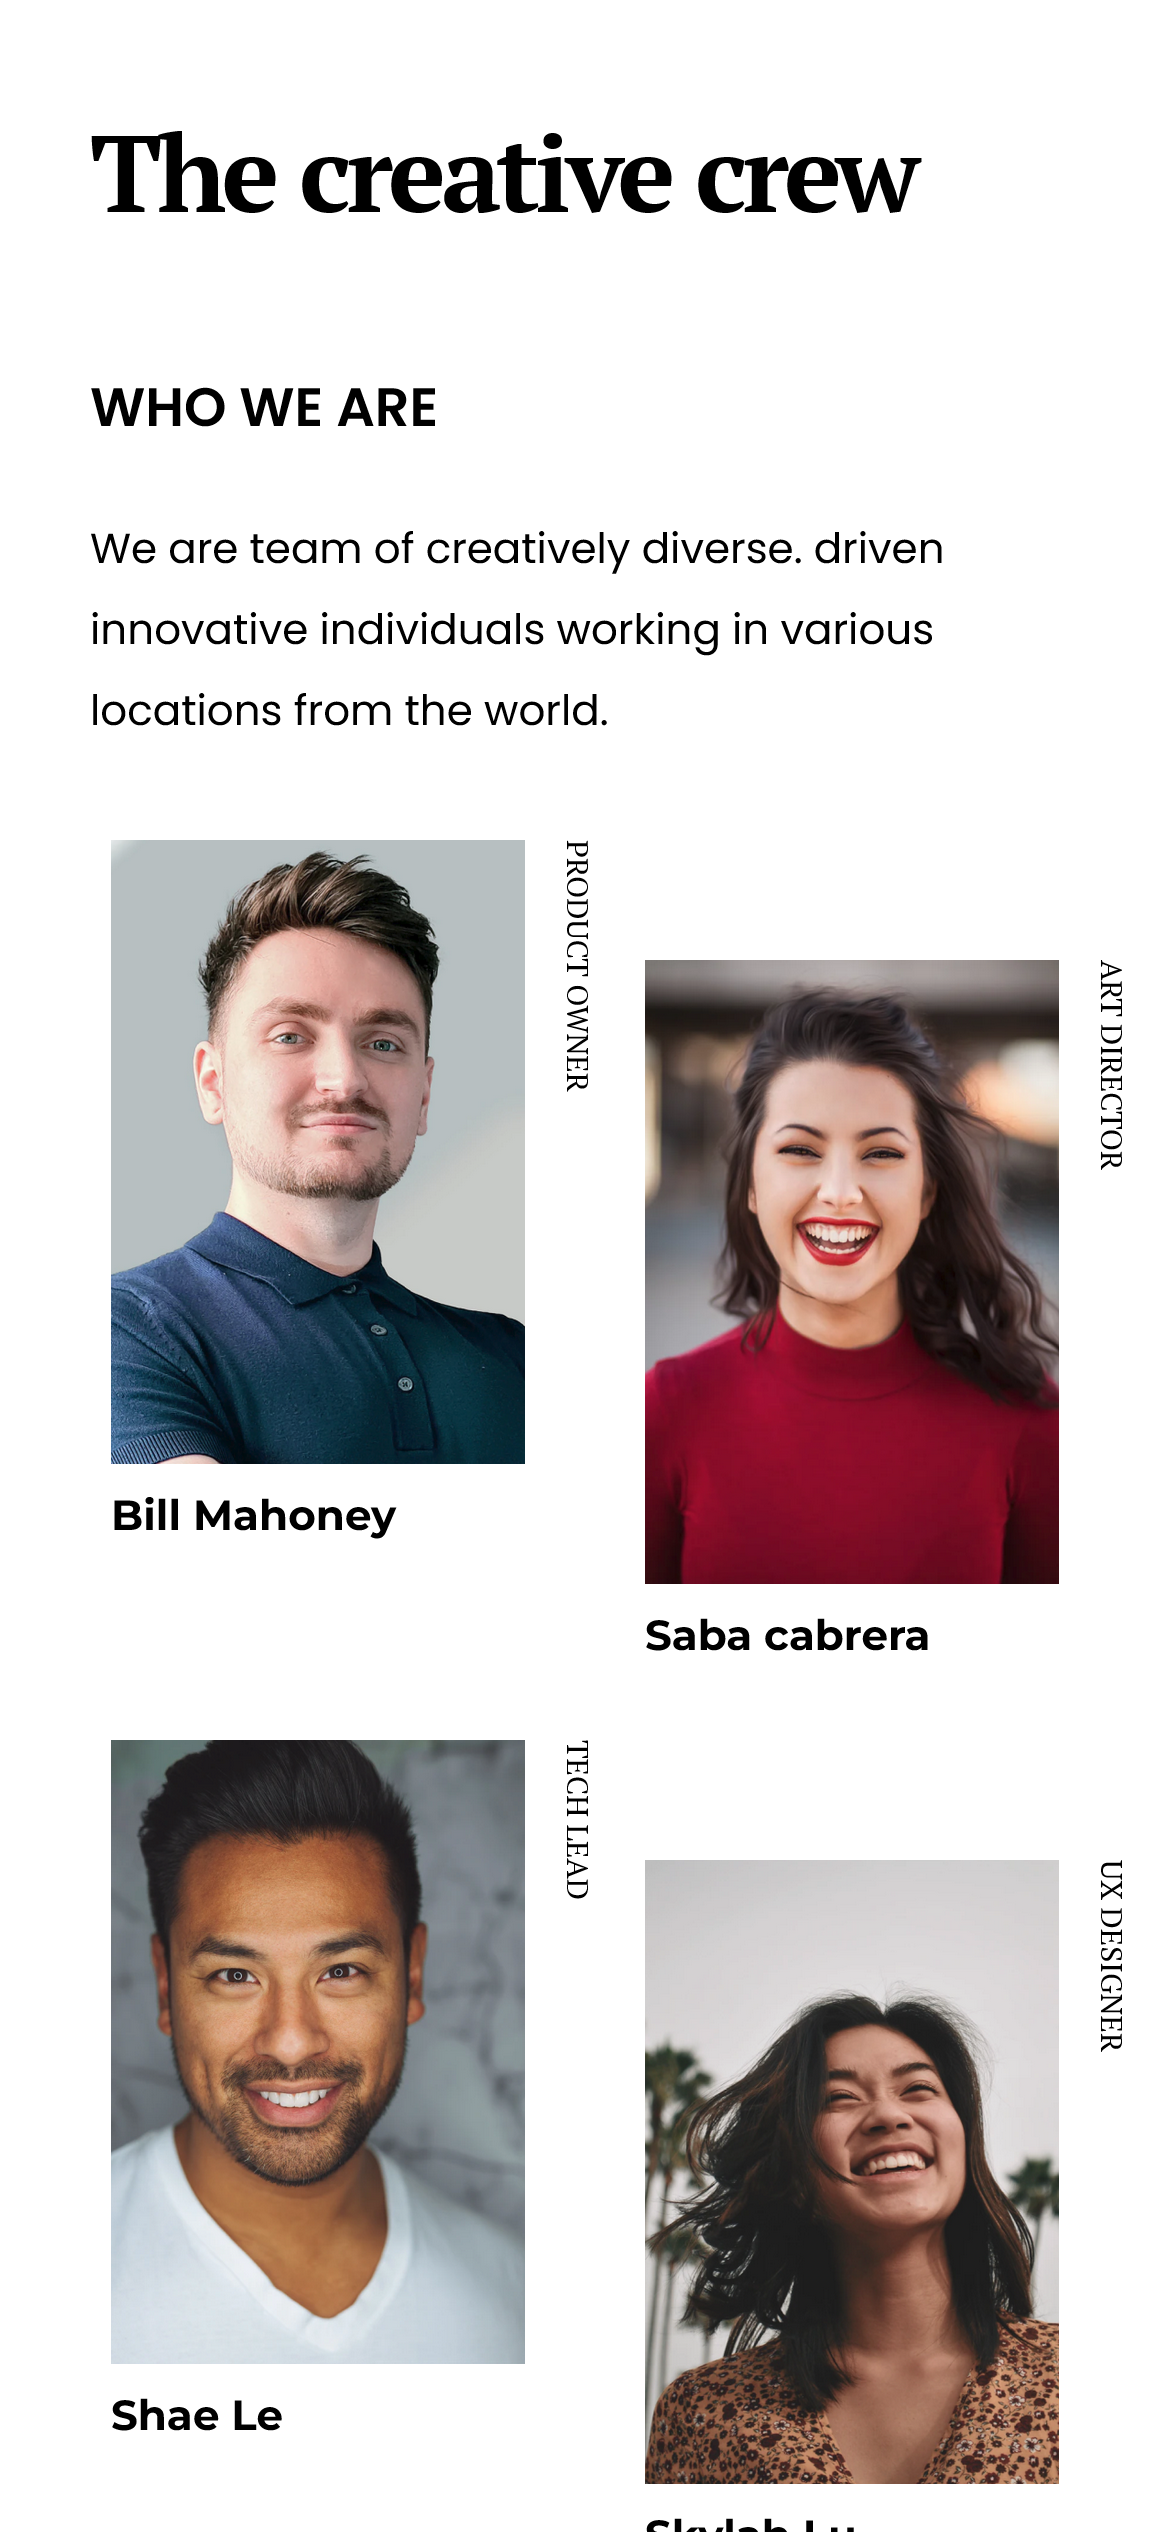 The creative crew
WHO WE ARE
We are team of creatively diverse. driven
innovative individuals working in various
locations from the world.
PRODUCT OWNER
Bill Mahoney
ART DIRECTOR
Saba cabrera
TECH LEAD
Shae Le
UX DESIGNER